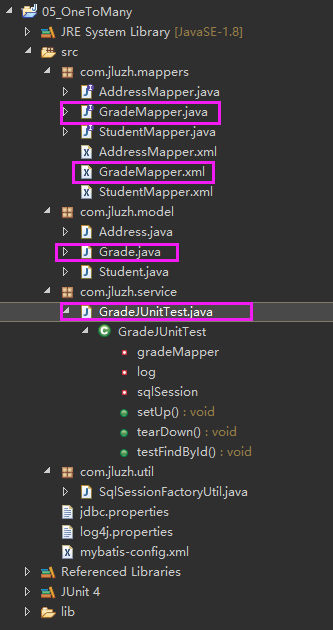 05_OneToMany
JRE System Library [JavaSE-1.8]
src
com.jluzh.mappers
AddressMapper.java
GradeMapper.java
StudentMapper.java
AddressMapper.xml
GradeMapper.xml
StudentMapper.xml
com.jluzh.model
Address.java
Grade.java
Student.java
com.jluzh.service
GradeJUnitTest.java
GradeJUnitTest
gradeMapper
log
sqlSession
setUp() : void
tearDown() : void
testFindById() : void
com.jluzh.util
SqlSessionFactoryUtil.java
jdbc.properties
log4j.properties
mybatis-config.xml
Referenced Libraries
JUnit 4
lib